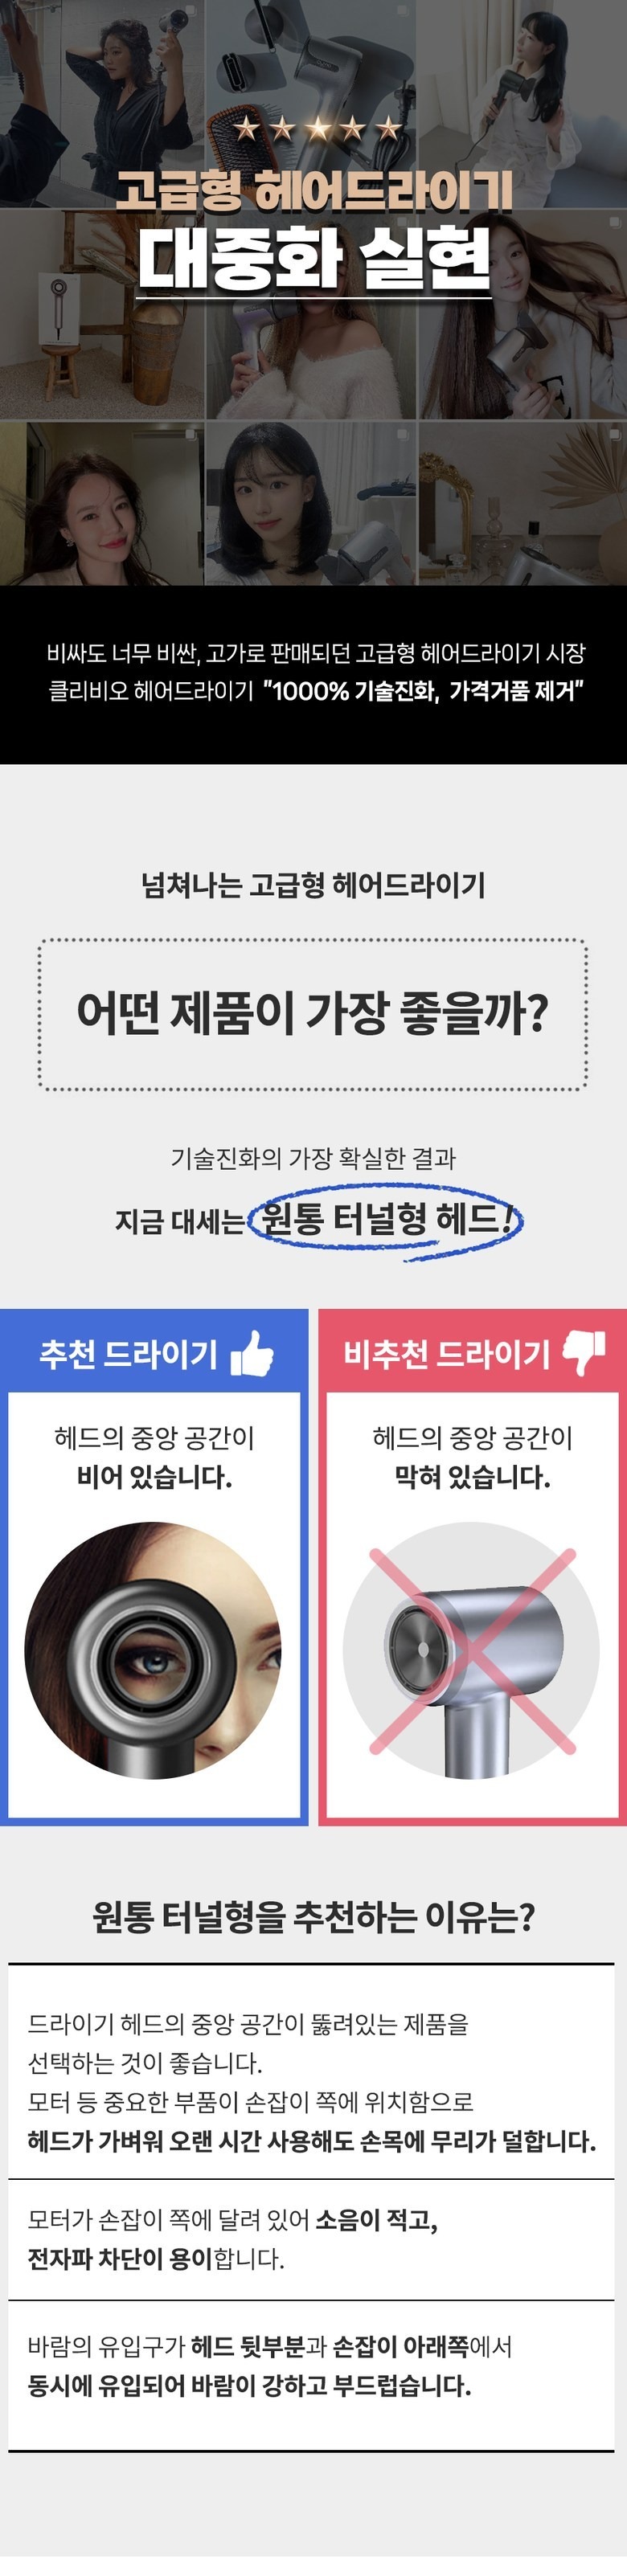 고급형 헤어드라이기
대중화 실현
비싸도 너무 비싼, 고가로 판매되던 고급형 헤어드라이기 시장
클리비오 헤어드라이기 "1000% 기술진화, 가격거품 제거"
넘쳐나는 고급형 헤어드라이기
어떤 제품이 가장 좋을까?
기술진화의 가장 확실한 결과
지금 대세는 원통 터널형 헤드!
추천 드라이기
헤드의 중앙 공간이
비어 있습니다.
비추천 드라이기
헤드의 중앙 공간이
막혀 있습니다.
원통 터널형을 추천하는 이유는?
드라이기 헤드의 중앙 공간이 뚫려있는 제품을
선택하는 것이 좋습니다.
모터 등 중요한 부품이 손잡이 쪽에 위치함으로
헤드가 가벼워 오랜 시간 사용해도 손목에 무리가 덜합니다.
모터가 손잡이 쪽에 달려 있어 소음이 적고,
전자파 차단이 용이합니다.
바람의 유입구가 헤드 뒷부분과 손잡이 아래쪽에서
동시에 유입되어 바람이 강하고 부드럽습니다.